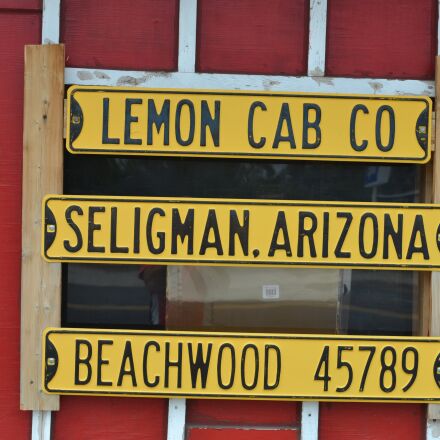 LEMON CAB CO
SELIGMAN, ARIZONA
BEACHWOOD 45789